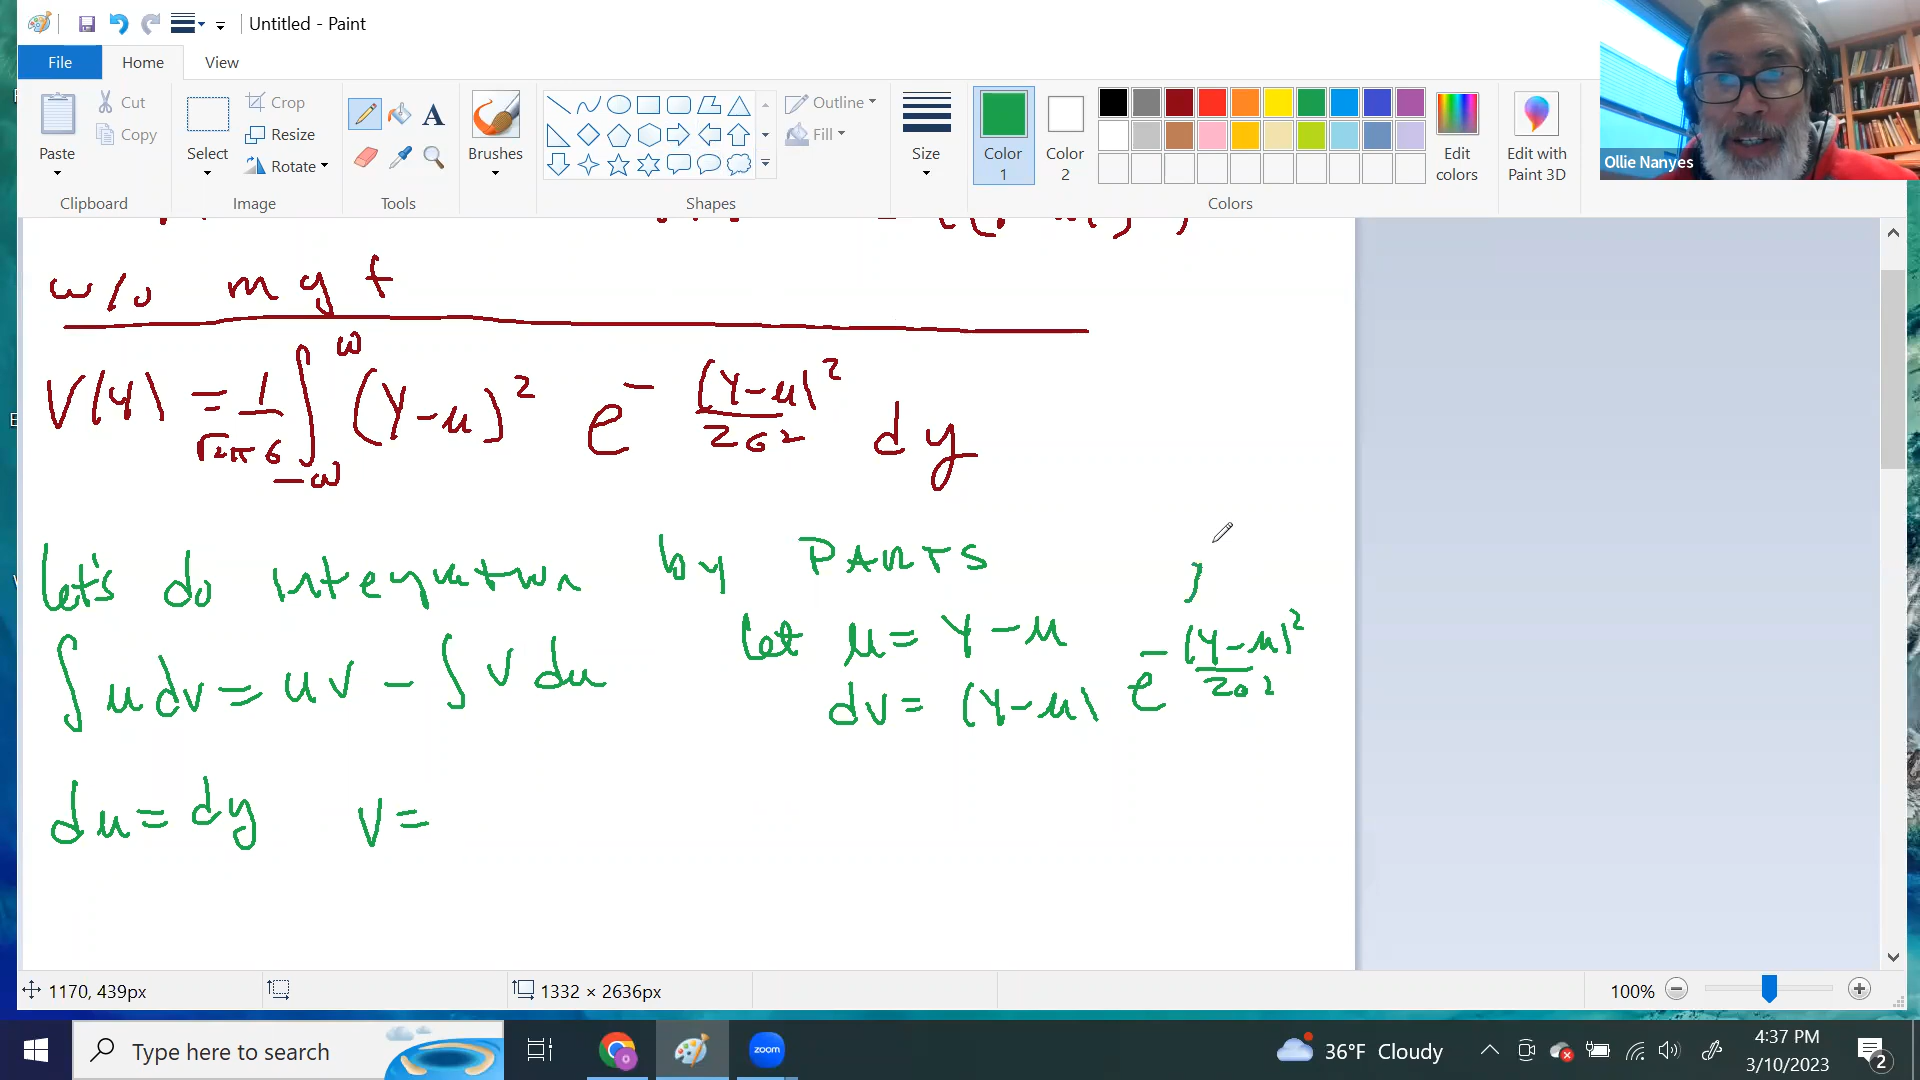 Untitled - Paint
File Home View
Cut
Copy
Paste
Clipboard
Select
Crop
Resize
Rotate
Image
A
Tools
Brushes
Outline
Fill
Shapes
Size
Color 1
Color 2
Edit colors
Edit with Paint 3D
Colors
Ollie Nanyes
w/o mgf
V(Y) = 1/√2πσ ∫ -∞ ∞ (Y-μ)² e^-(Y-μ)²/2σ² dy
Let's do integration by PARTS
∫ u dv = uv - ∫ v du
let u = Y-μ
dv = (Y-μ) e^-(Y-μ)²/2σ²
du = dy v =
1170, 439px
1332 × 2636px
100%
Type here to search
zoom
36°F Cloudy
4:37 PM
3/10/2023
2